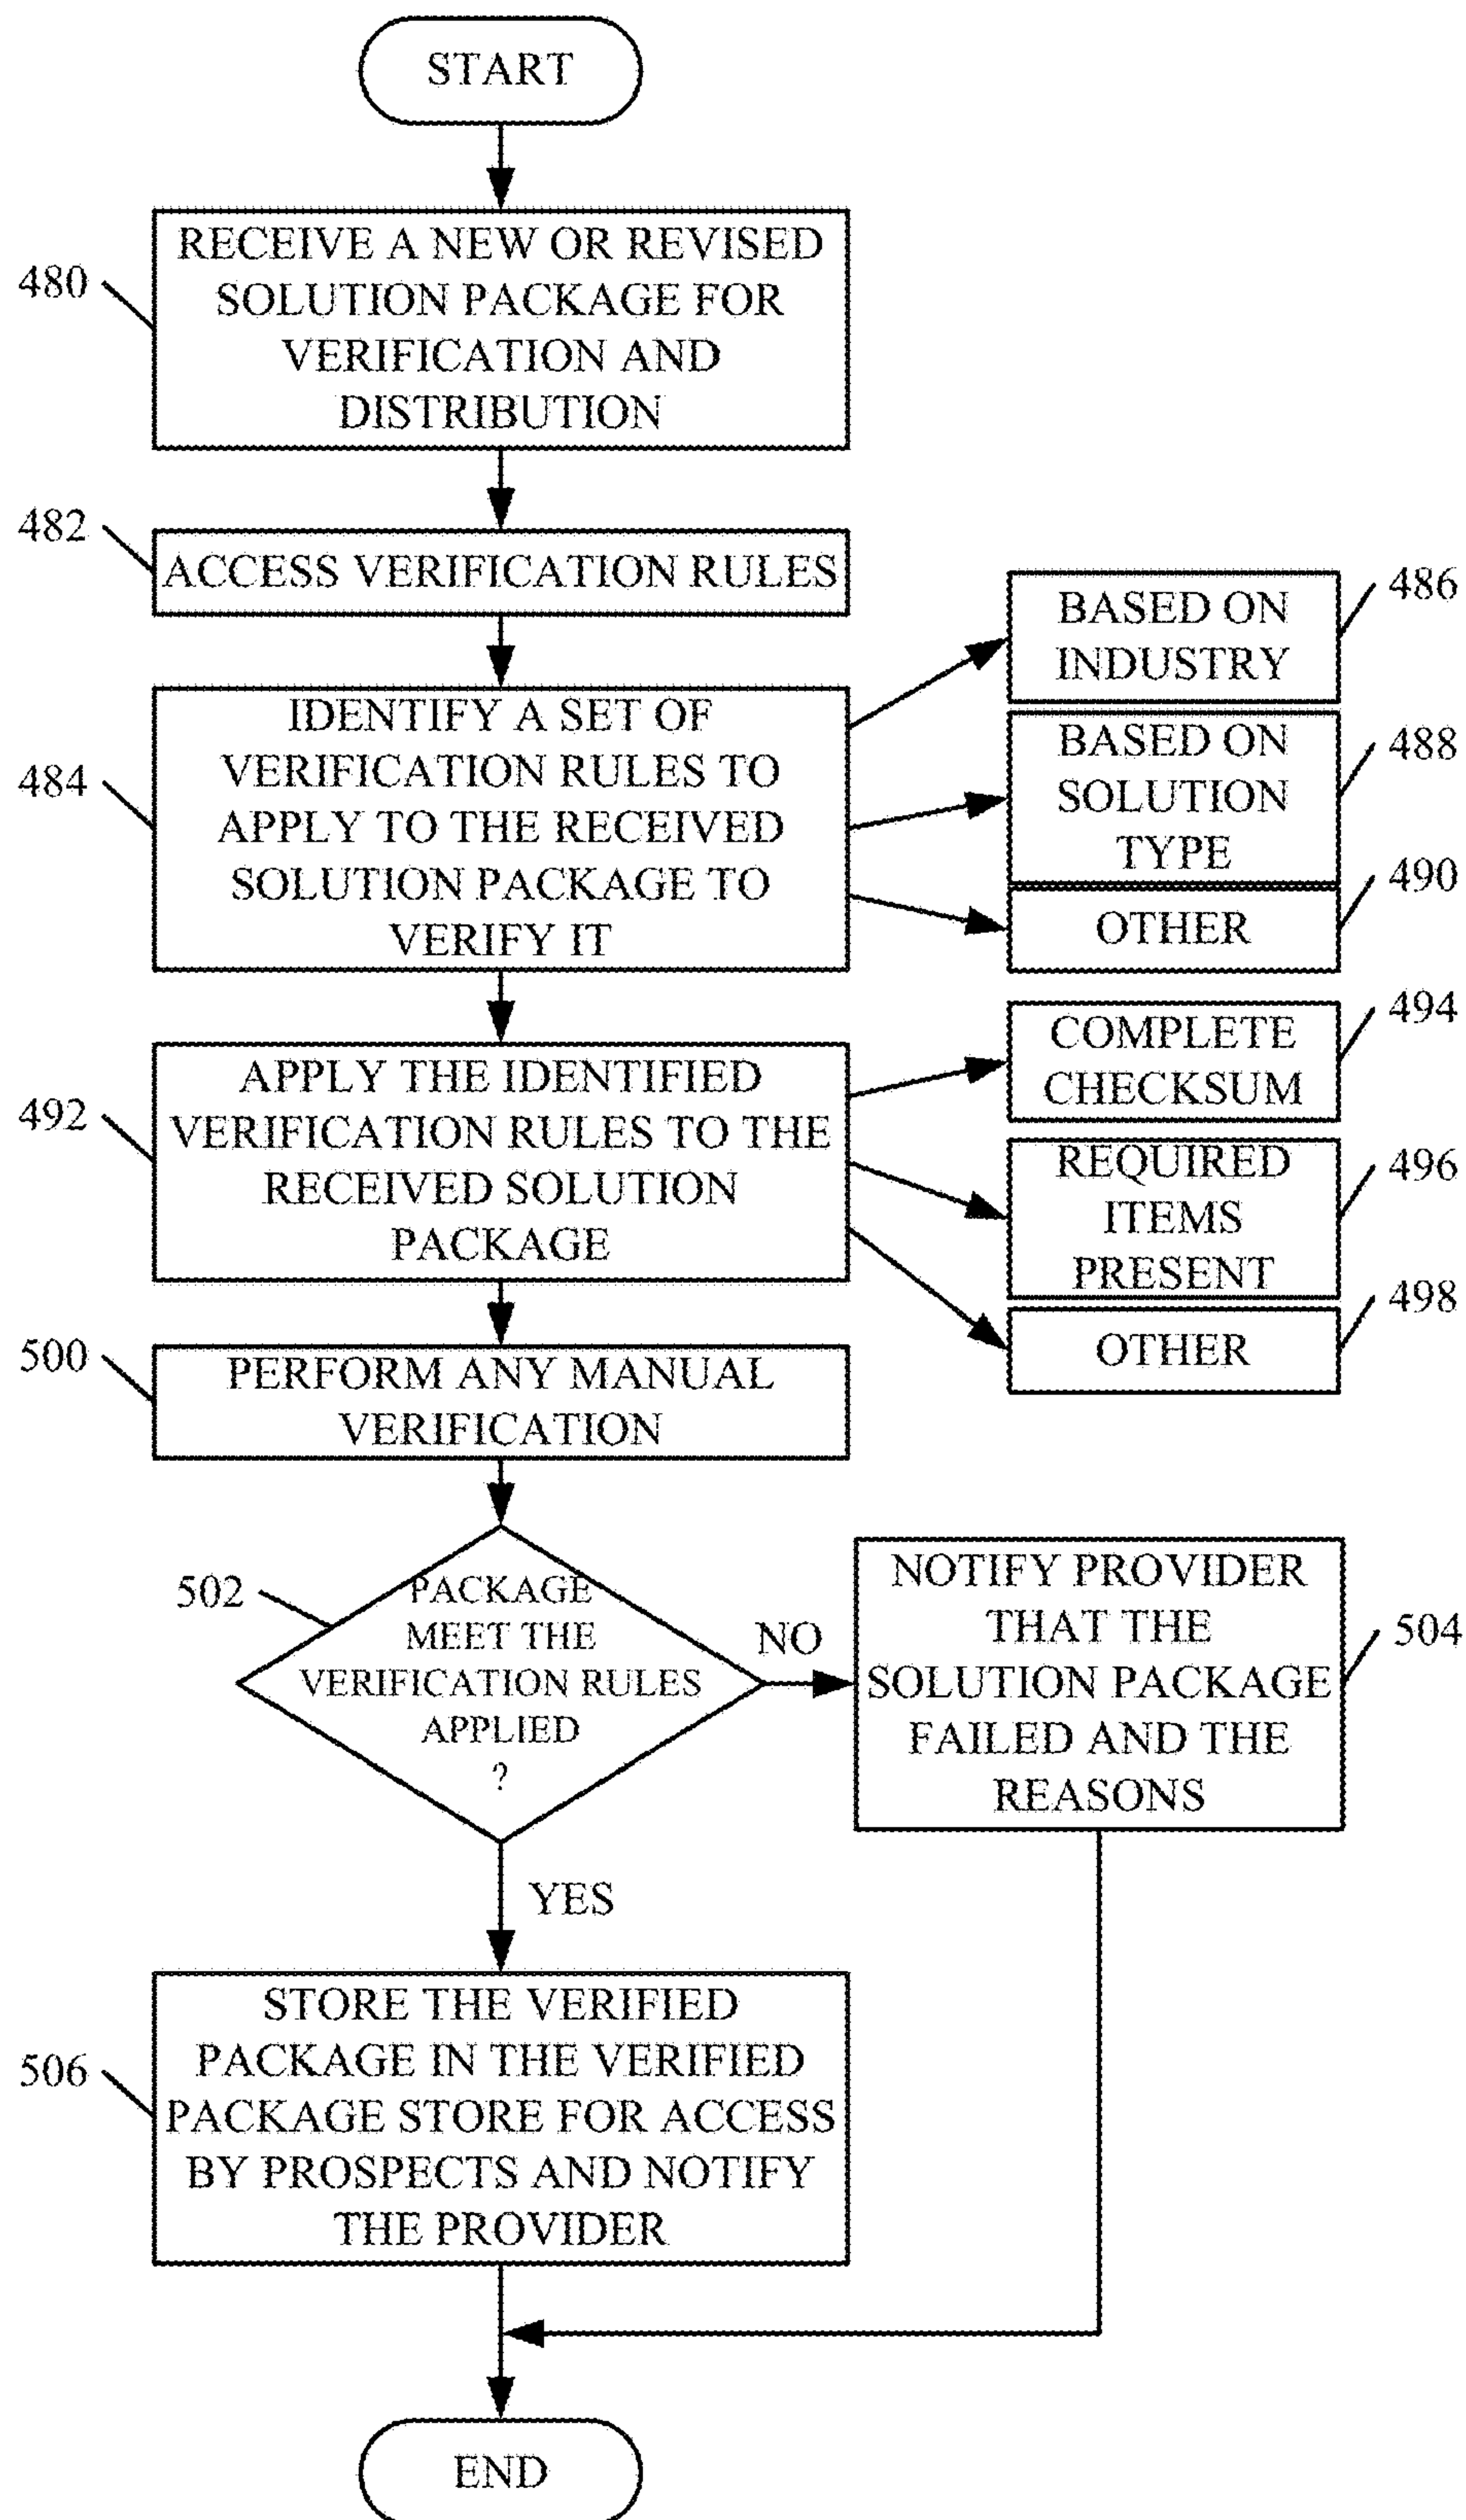 START
480
RECEIVE A NEW OR REVISED
SOLUTION PACKAGE FOR
VERIFICATION AND
DISTRIBUTION
482
ACCESS VERIFICATION RULES
484
IDENTIFY A SET OF
VERIFICATION RULES TO
APPLY TO THE RECEIVED
SOLUTION PACKAGE TO
VERIFY IT
BASED ON
INDUSTRY
486
BASED ON
SOLUTION
TYPE
488
OTHER
490
492
APPLY THE IDENTIFIED
VERIFICATION RULES TO THE
RECEIVED SOLUTION
PACKAGE
COMPLETE
CHECKSUM
494
REQUIRED
ITEMS
PRESENT
496
OTHER
498
500
PERFORM ANY MANUAL
VERIFICATION
502
PACKAGE
MEET THE
VERIFICATION RULES
APPLIED
?
NO
NOTIFY PROVIDER
THAT THE
SOLUTION PACKAGE
FAILED AND THE
REASONS
504
YES
506
STORE THE VERIFIED
PACKAGE IN THE VERIFIED
PACKAGE STORE FOR ACCESS
BY PROSPECTS AND NOTIFY
THE PROVIDER
END